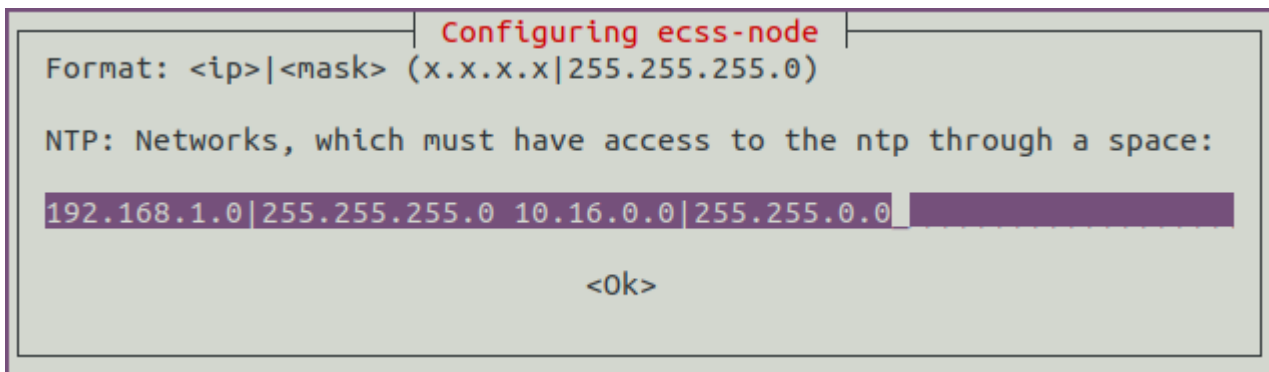 Configuring ecss-node
Format: <ip>|<mask> (x.x.x.x|255.255.255.0)
NTP: Networks, which must have access to the ntp through a space:
192.168.1.0|255.255.255.0 10.16.0.0|255.255.0.0_
<Ok>